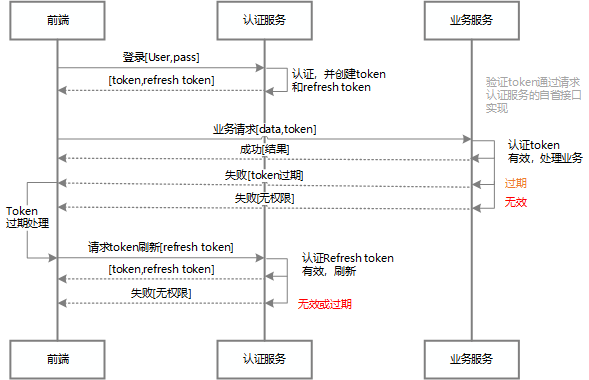 前端
认证服务
业务服务
登录[User,pass]
认证，并创建token
和refresh token
[token,refresh token]
验证token通过请求
认证服务的自省接口
实现
业务请求[data,token]
认证token
有效，处理业务
成功[结果]
失败[token过期]
过期
失败[无权限]
无效
Token
过期处理
请求token刷新[refresh token]
认证Refresh token
有效，刷新
[token,refresh token]
失败[无权限]
无效或过期
前端
认证服务
业务服务